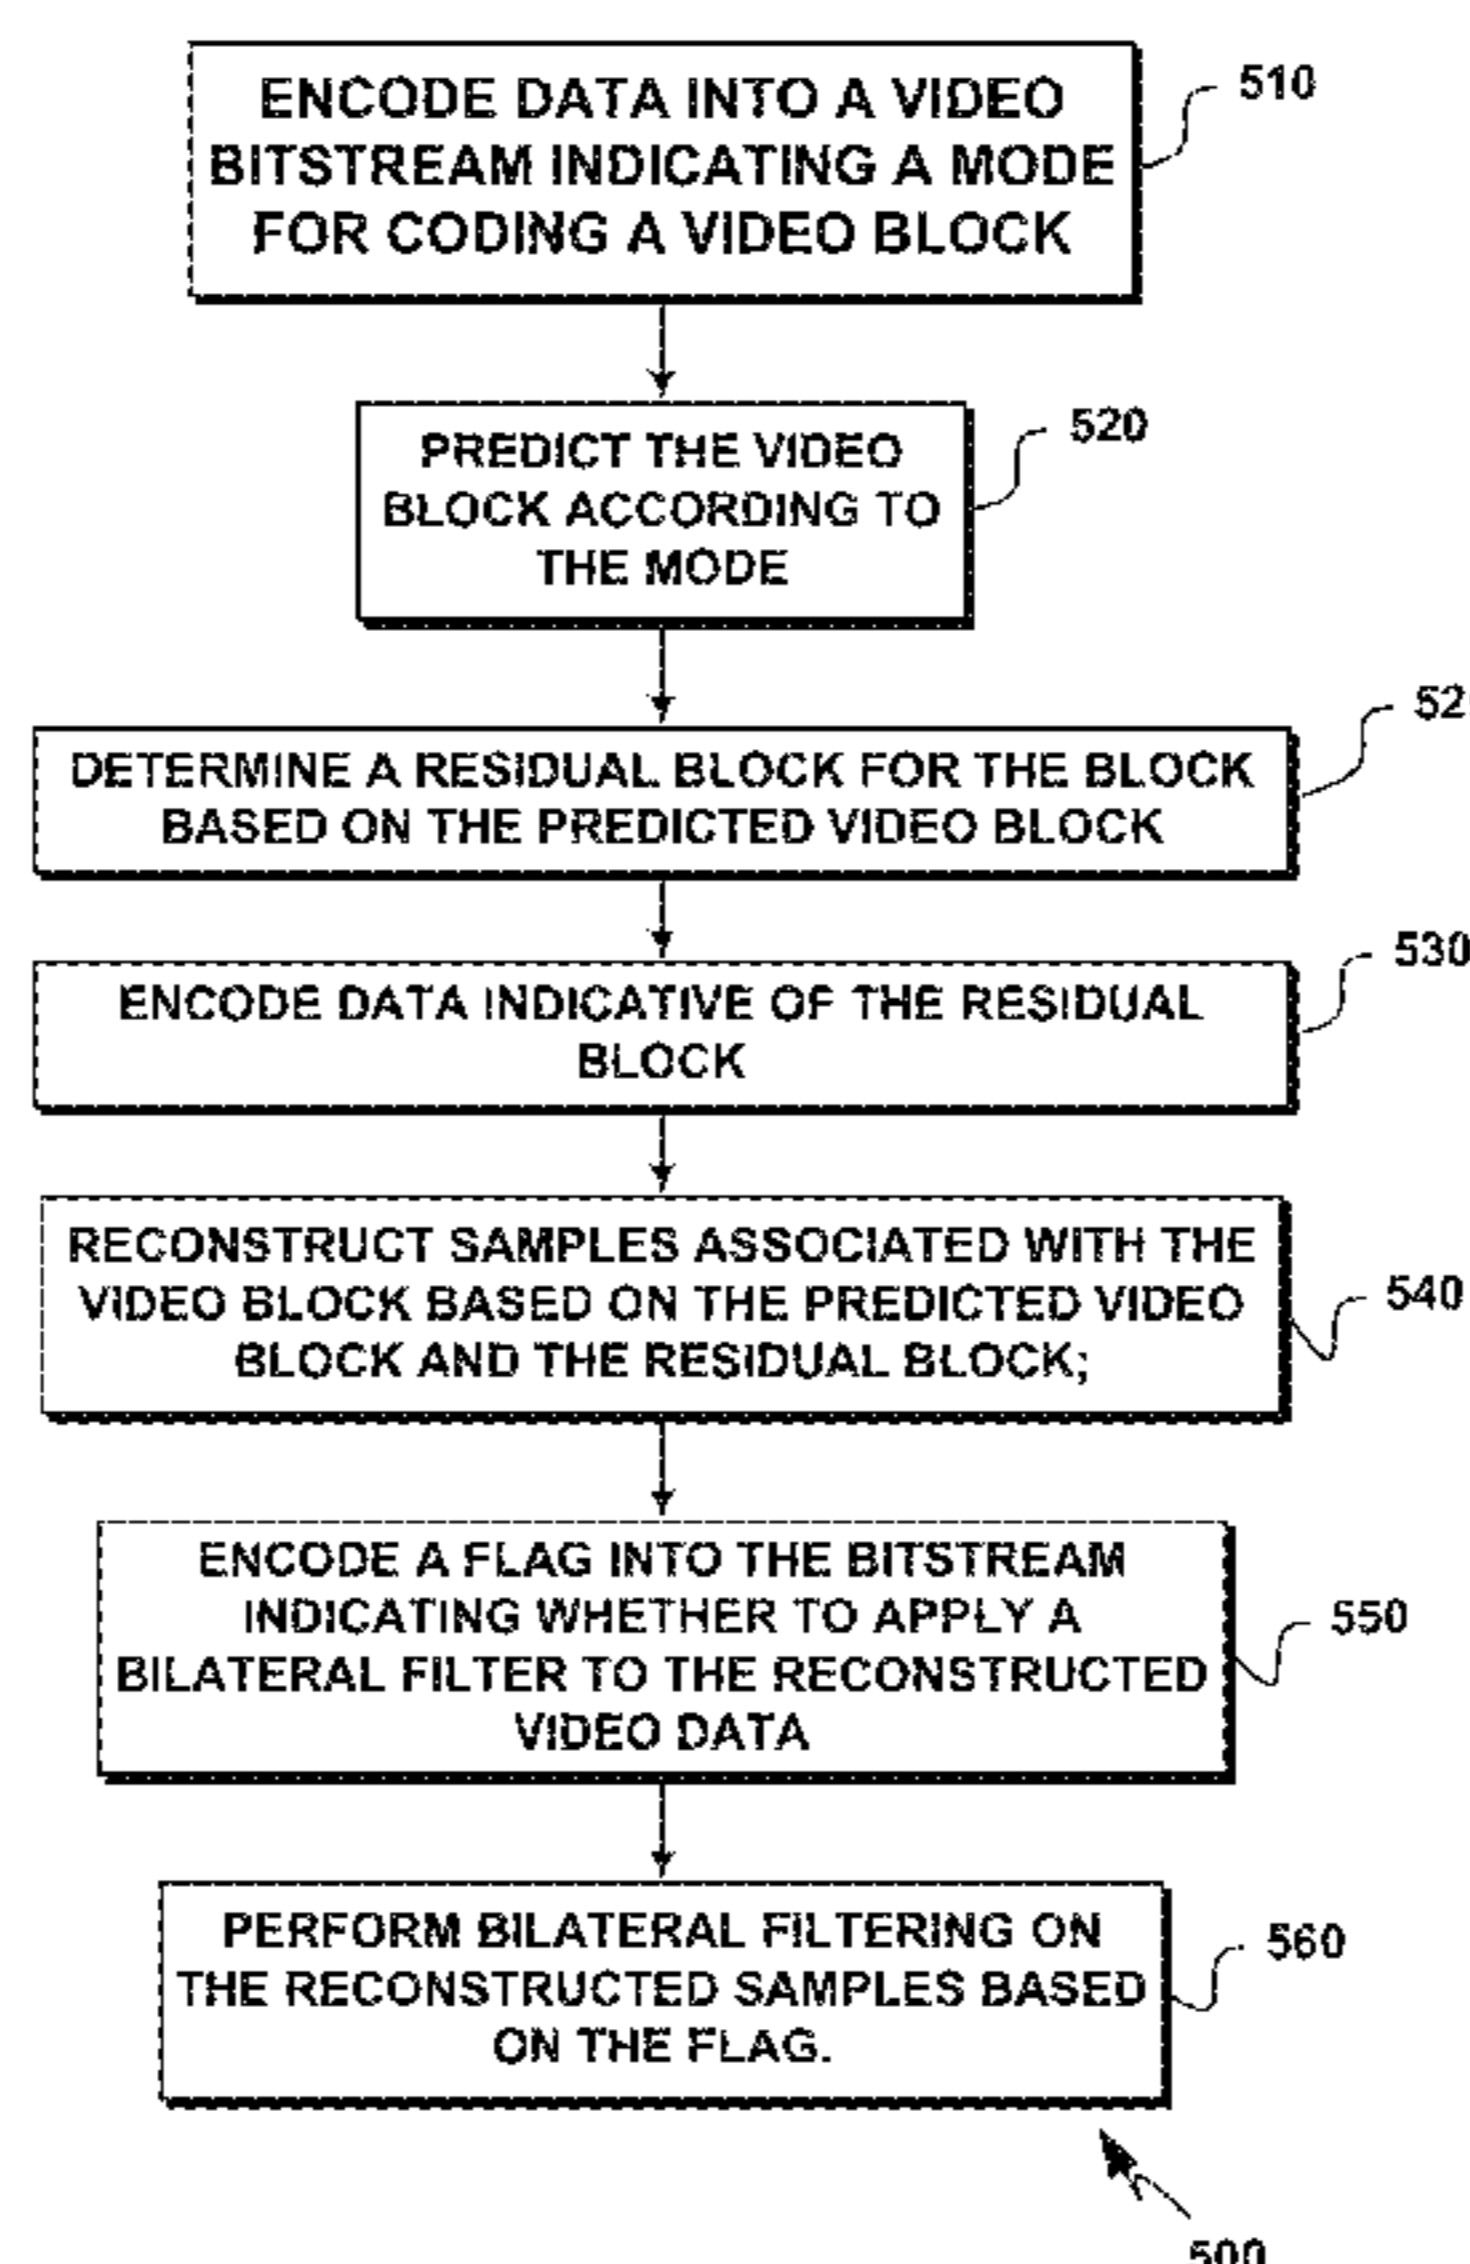 ENCODE DATA INTO A VIDEO
BITSTREAM INDICATING A MODE
FOR CODING A VIDEO BLOCK
510
PREDICT THE VIDEO
BLOCK ACCORDING TO
THE MODE
520
DETERMINE A RESIDUAL BLOCK FOR THE BLOCK
BASED ON THE PREDICTED VIDEO BLOCK
52
ENCODE DATA INDICATIVE OF THE RESIDUAL
BLOCK
530
RECONSTRUCT SAMPLES ASSOCIATED WITH THE
VIDEO BLOCK BASED ON THE PREDICTED VIDEO
BLOCK AND THE RESIDUAL BLOCK;
540
ENCODE A FLAG INTO THE BITSTREAM
INDICATING WHETHER TO APPLY A
BILATERAL FILTER TO THE RECONSTRUCTED
VIDEO DATA
550
PERFORM BILATERAL FILTERING ON
THE RECONSTRUCTED SAMPLES BASED
ON THE FLAG.
560
500